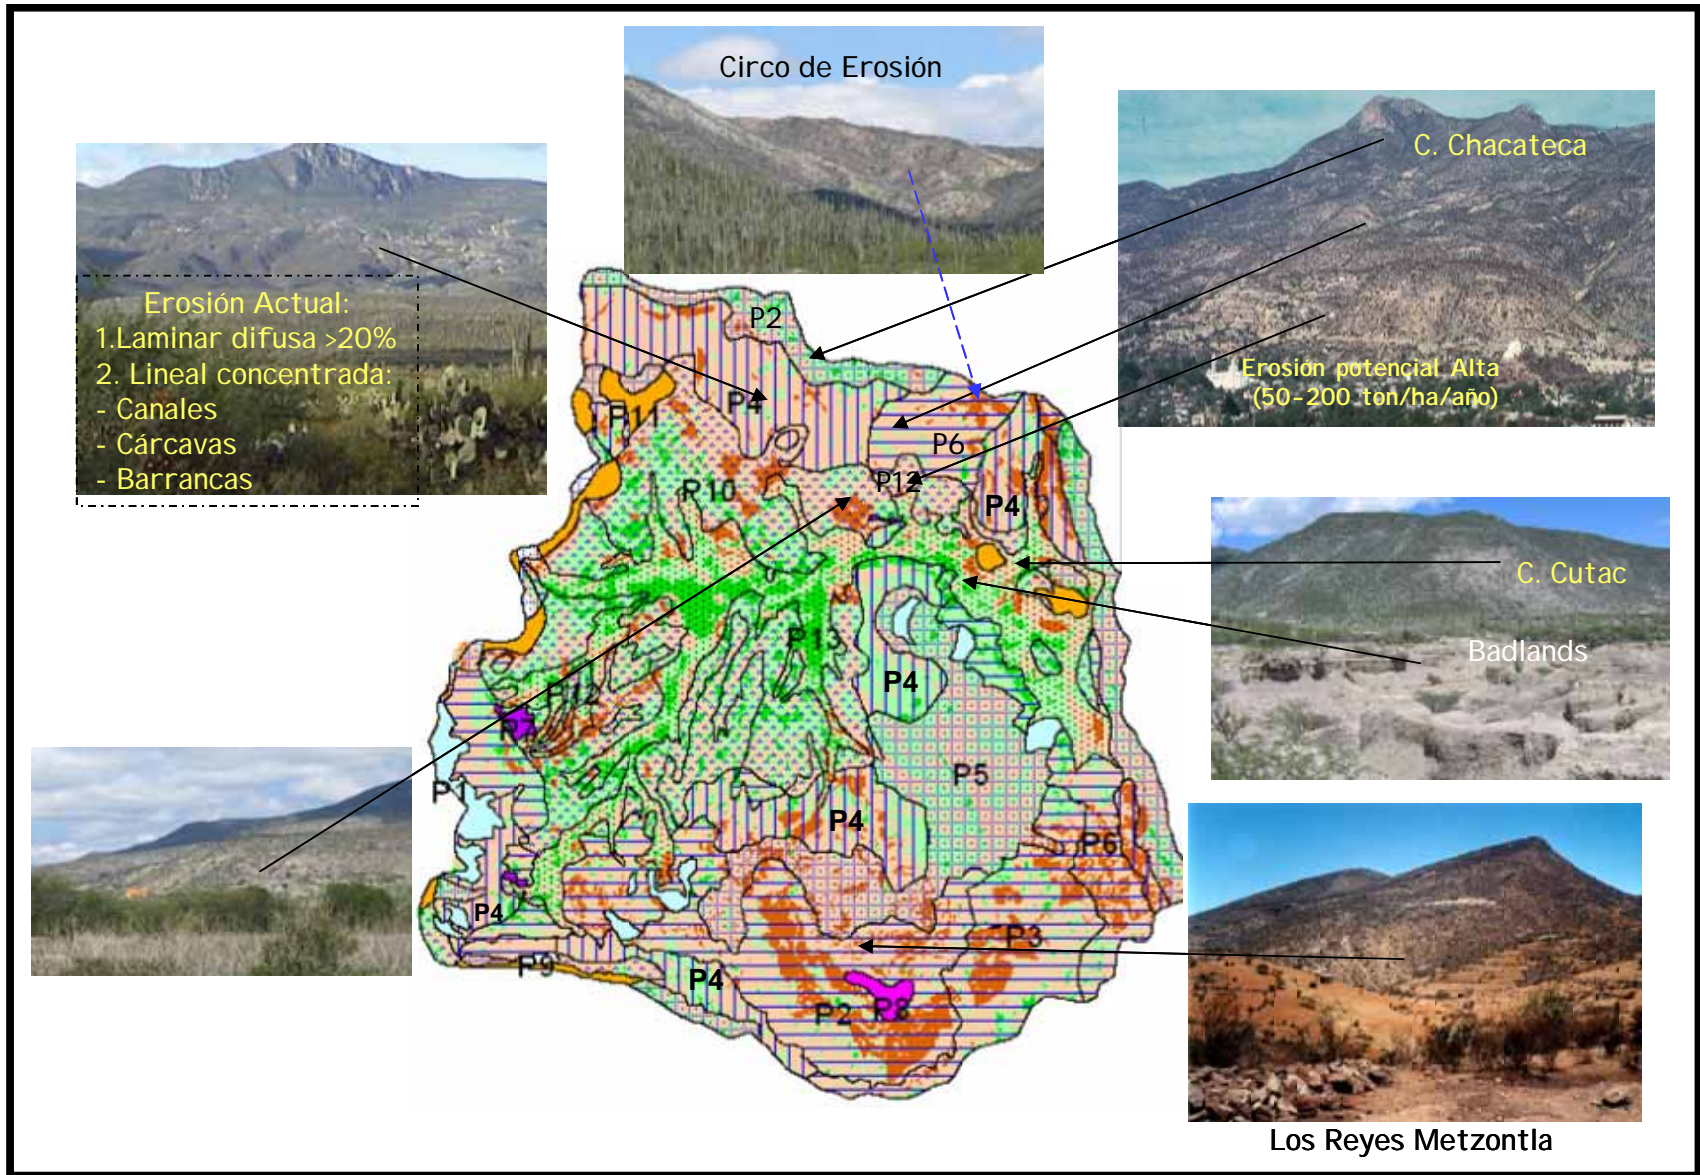 Circo de Erosión
C. Chacateca
Erosión potencial Alta
(50-200 ton/ha/año)
Erosión Actual:
1.Laminar difusa >20%
2. Lineal concentrada:
- Canales
- Cárcavas
- Barrancas
P2
P11
P4
P6
P10
P12
P4
C. Cutac
Badlands
P13
P4
P12
P5
P4
P6
P4
P3
P9
P4
P2
P8
Los Reyes Metzontla